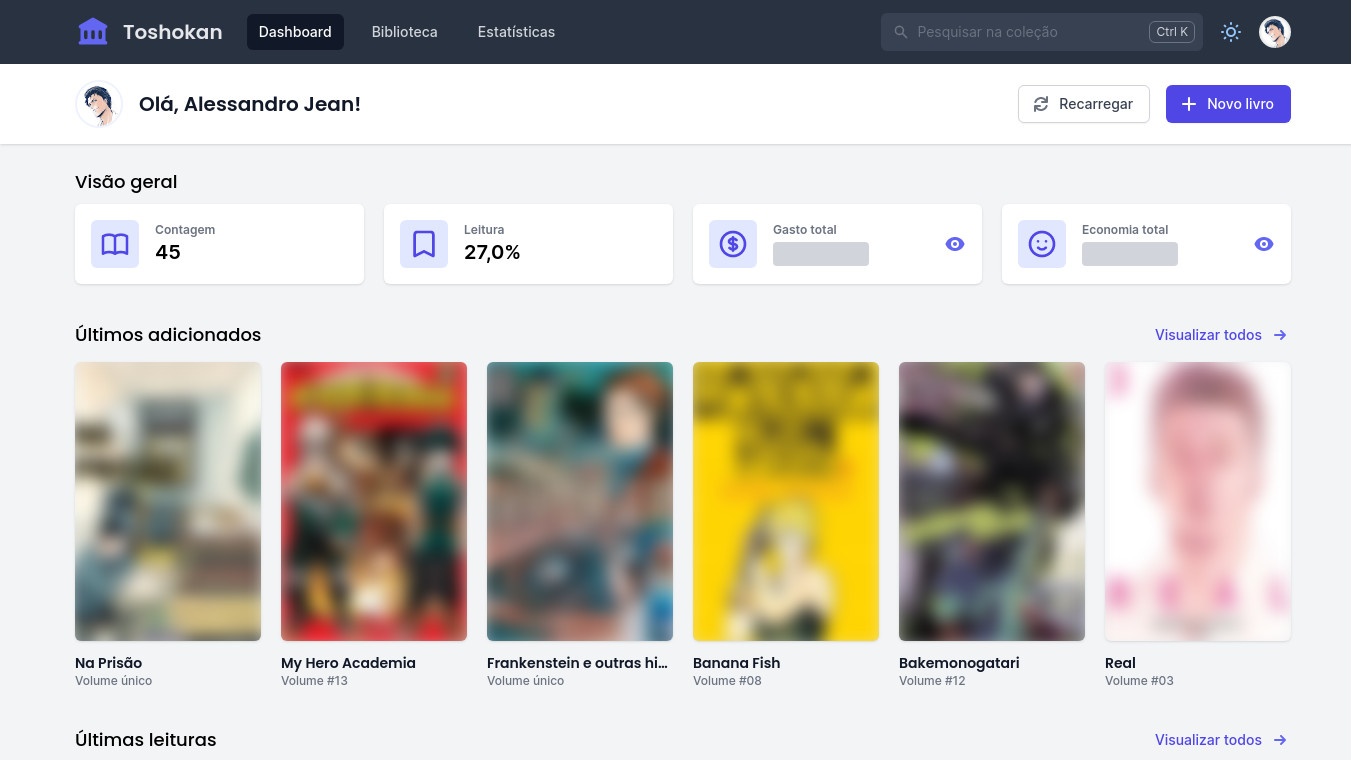 Toshokan
Dashboard
Biblioteca
Estatísticas
Pesquisar na coleção
Ctrl K
Olá, Alessandro Jean!
Recarregar
Novo livro
Visão geral
Contagem
45
Leitura
27,0%
Gasto total
Economia total
Últimos adicionados
Visualizar todos
Na Prisão
Volume único
My Hero Academia
Volume #13
Frankenstein e outras hi...
Volume único
Banana Fish
Volume #08
Bakemonogatari
Volume #12
Real
Volume #03
Últimas leituras
Visualizar todos